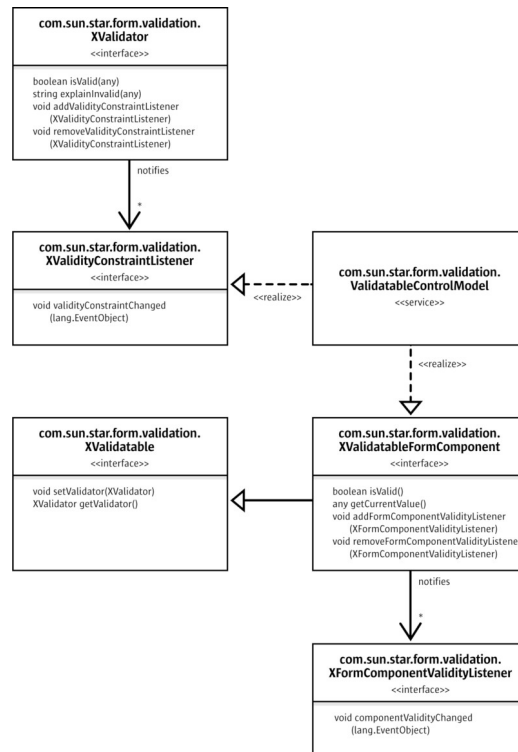 com.sun.star.form.validation.
XValidator
<<interface>>
boolean isValid(any)
string explainInvalid(any)
void addValidityConstraintListener
(XValidityConstraintListener)
void removeValidityConstraintListener
(XValidityConstraintListener)
notifies
*
com.sun.star.form.validation.
XValidityConstraintListener
<<interface>>
void validityConstraintChanged
(lang.EventObject)
<<realize>>
com.sun.star.form.validation.
ValidatableControlModel
<<service>>
<<realize>>
com.sun.star.form.validation.
XValidatable
<<interface>>
void setValidator(XValidator)
XValidator getValidator()
com.sun.star.form.validation.
XValidatableFormComponent
<<interface>>
boolean isValid()
any getCurrentValue()
void addFormComponentValidityListener
(XFormComponentValidityListener)
void removeFormComponentValidityListene
(XFormComponentValidityListener)
notifies
*
com.sun.star.form.validation.
XFormComponentValidityListener
<<interface>>
void componentValidityChanged
(lang.EventObject)